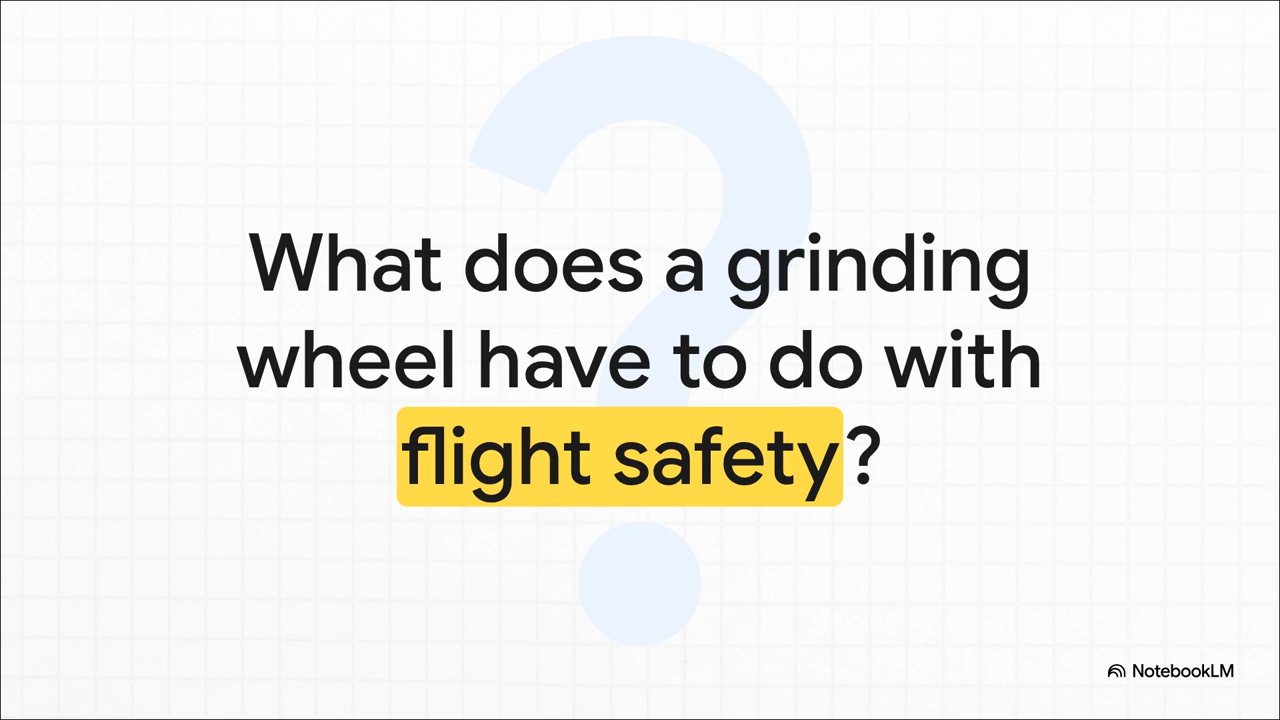 What does a grinding
wheel have to do with
flight safety?
NotebookLM